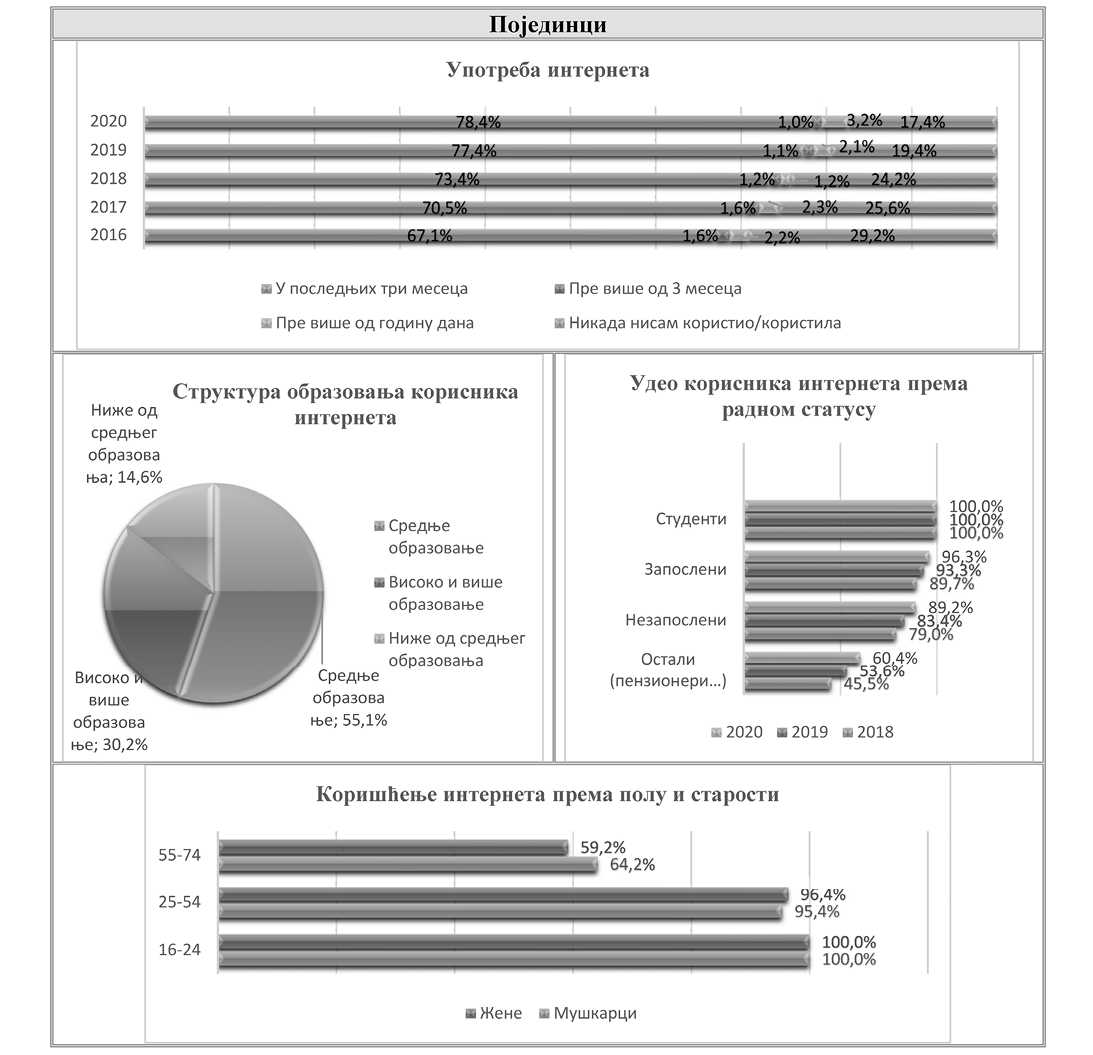 Појединци
Употреба интернета
2020 78,4% 1,0% 3,2% 17,4%
2019 77,4% 1,1% 2,1% 19,4%
2018 73,4% 1,2% 1,2% 24,2%
2017 70,5% 1,6% 2,3% 25,6%
2016 67,1% 1,6% 2,2% 29,2%
У последњих три месеца Пре више од 3 месеца
Пре више од годину дана Никада нисам користио/користила
Структура образовања корисника
интернета
Ниже од
средњег
образова
ња; 14,6%
Средње
образовање
Високо и више
образовање
Ниже од средњег
образовања
Високо и
више
образова
ње; 30,2%
Средње
образова
ње; 55,1%
Удео корисника интернета према
радном статусу
Студенти
100,0%
100,0%
100,0%
Запослени
96,3%
93,3%
89,7%
Незапослени
89,2%
83,4%
79,0%
Остали
(пензионери...)
60,4%
53,6%
45,5%
2020 2019 2018
Коришћење интернета према полу и старости
55-74
59,2%
64,2%
25-54
96,4%
95,4%
16-24
100,0%
100,0%
Жене Мушкарци